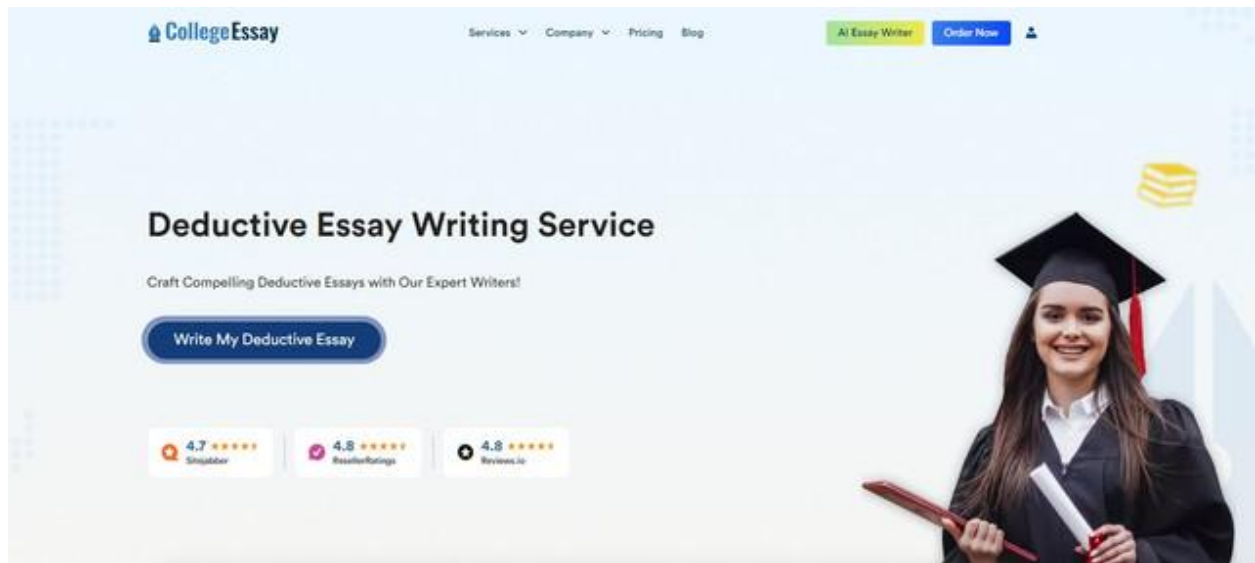 CollegeEssay
Services Company Pricing Blog
AI Essay Writer Order Now
Deductive Essay Writing Service
Craft Compelling Deductive Essays with Our Expert Writers!
Write My Deductive Essay
4.7 4.8 4.8
Sitejabber ResellerRatings Reviews.io